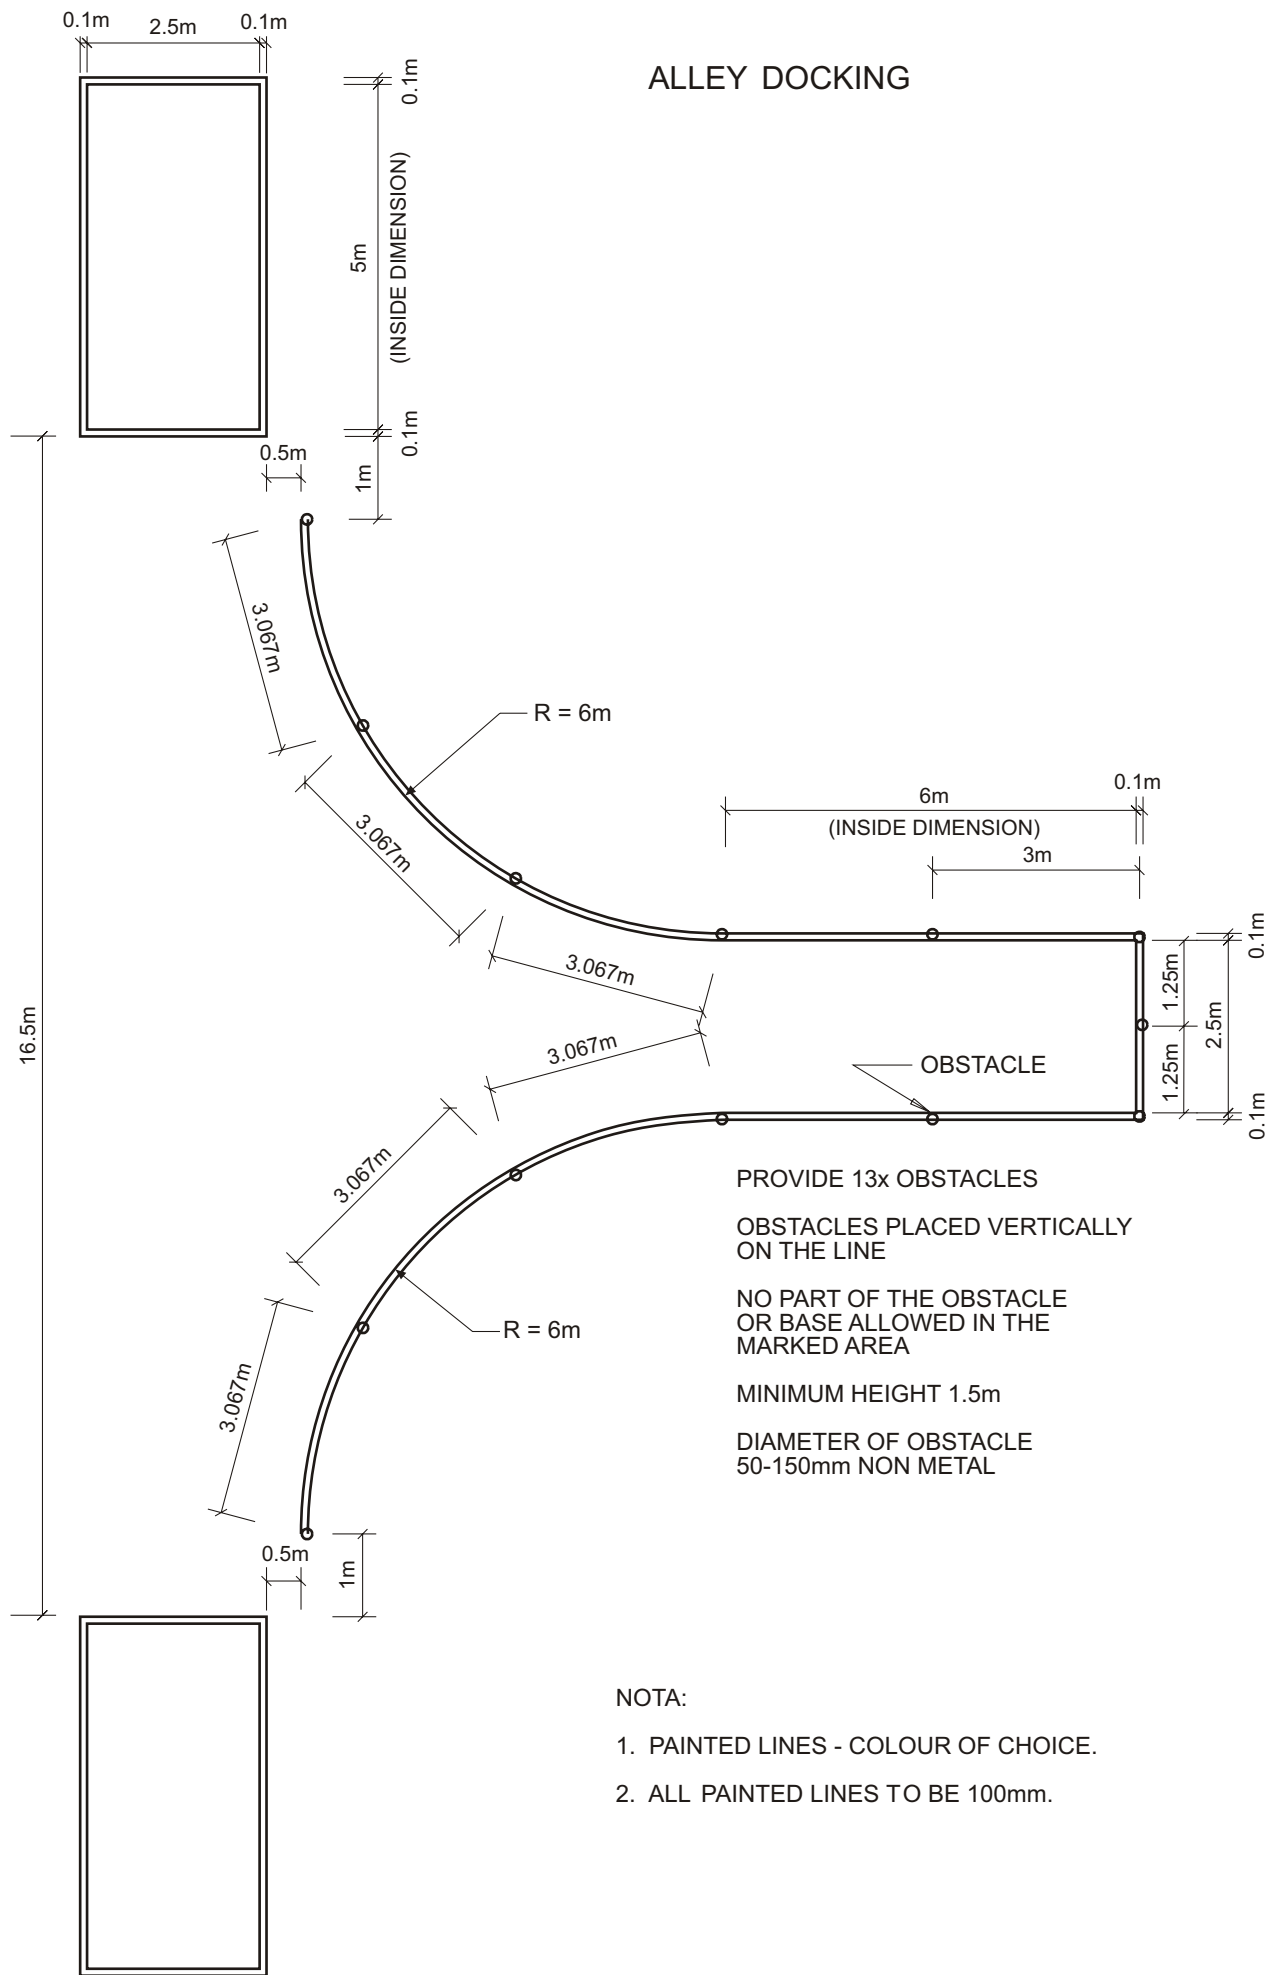 0.1m
2.5m
0.1m
ALLEY DOCKING
0.1m
5m
(INSIDE DIMENSION)
0.1m
0.5m
1m
3.067m
R = 6m
3.067m
6m
(INSIDE DIMENSION)
0.1m
3m
0.1m
3.067m
1.25m
2.5m
16.5m
3.067m
OBSTACLE
1.25m
0.1m
3.067m
PROVIDE 13x OBSTACLES
OBSTACLES PLACED VERTICALLY
ON THE LINE
NO PART OF THE OBSTACLE
OR BASE ALLOWED IN THE
MARKED AREA
R = 6m
3.067m
MINIMUM HEIGHT 1.5m
DIAMETER OF OBSTACLE
50-150mm NON METAL
0.5m
1m
NOTA:
1. PAINTED LINES - COLOUR OF CHOICE.
2. ALL PAINTED LINES TO BE 100mm.